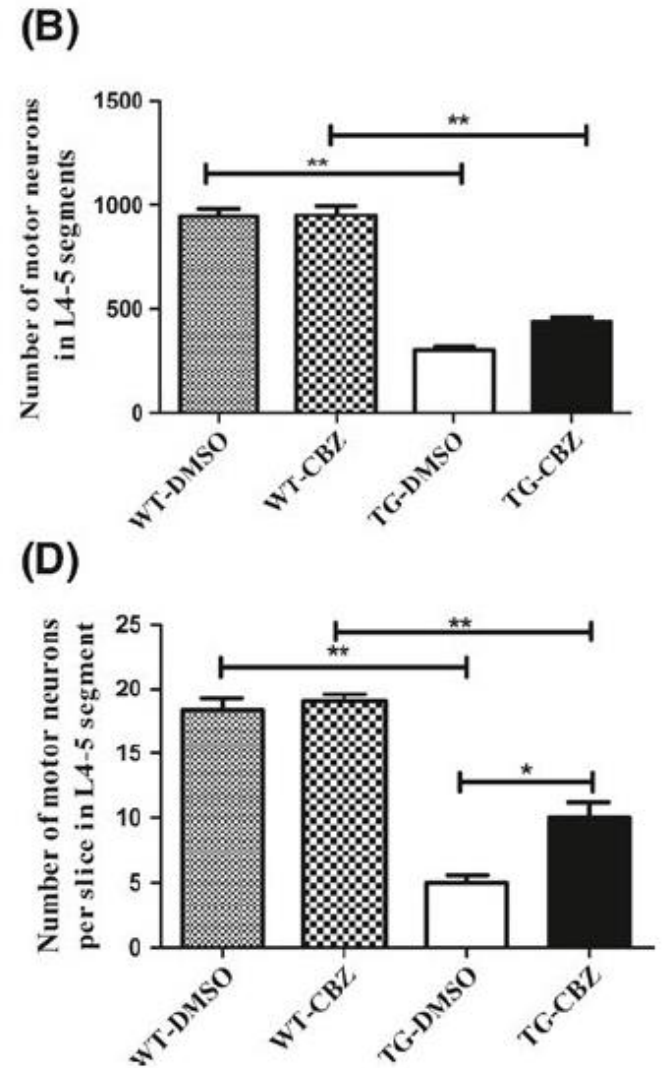 (B)
Number of motor neurons
in L4-5 segments
1500
1000
500
0
**
**
WT-DMSO
WT-CBZ
TG-DMSO
TG-CBZ
(D)
Number of motor neurons
per slice in L4-5 segment
25
20
15
10
5
0
**
**
*
WT-DMSO
WT-CBZ
TG-DMSO
TG-CBZ